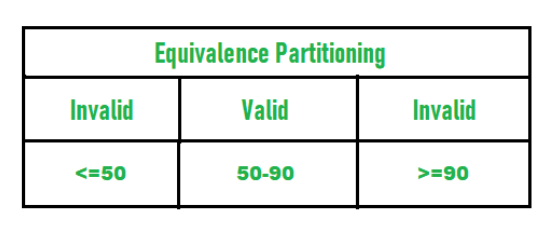 Equivalence Partitioning
Invalid Valid Invalid
<=50 50-90 >=90